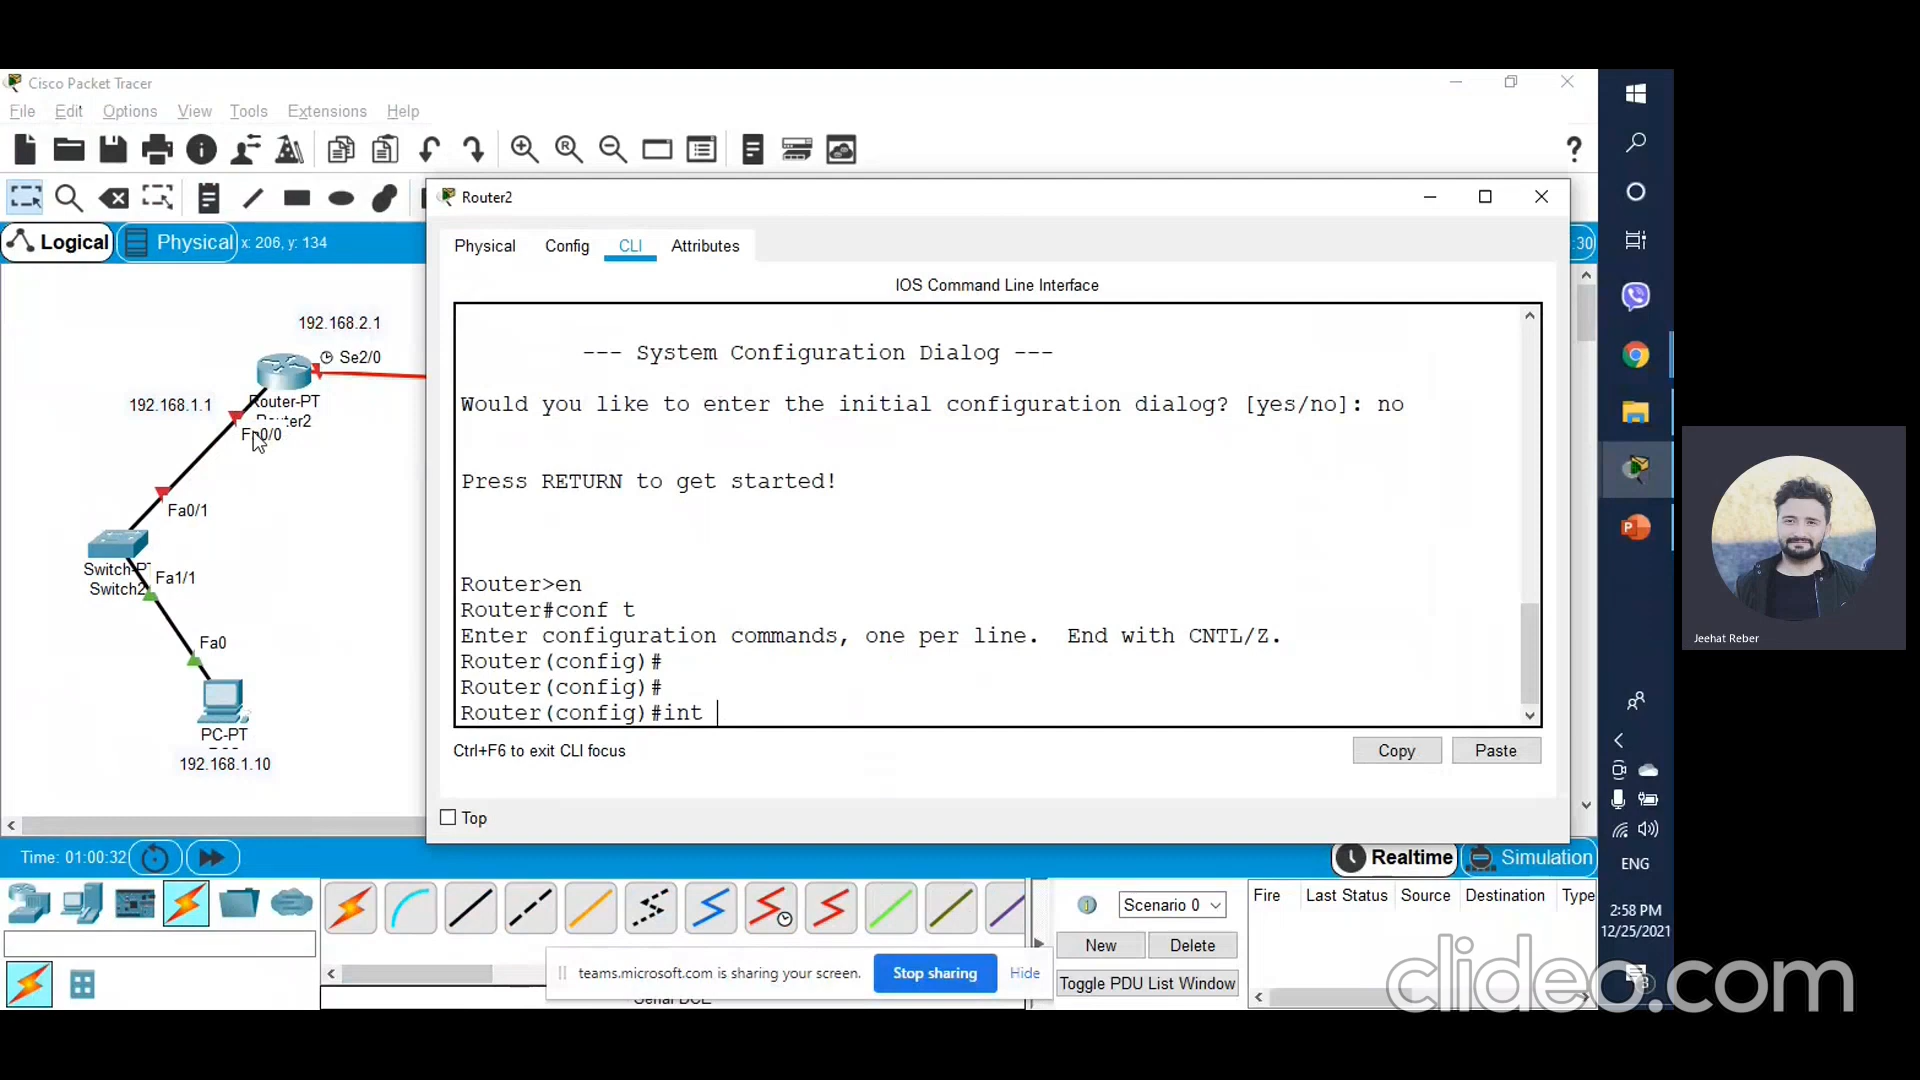 Cisco Packet Tracer
File Edit Options View Tools Extensions Help
?
Logical
Physical
x: 206, y: 134
:30
Router2
Physical Config CLI Attributes
IOS Command Line Interface
--- System Configuration Dialog ---
Would you like to enter the initial configuration dialog? [yes/no]: no
Press RETURN to get started!
Router>en
Router#conf t
Enter configuration commands, one per line. End with CNTL/Z.
Router(config)#
Router(config)#
Router(config)#int
Ctrl+F6 to exit CLI focus
Copy
Paste
Top
192.168.2.1
Se2/0
192.168.1.1
Router-PT
Router2
Fa0/0
Fa0/1
Switch-PT
Switch2
Fa1/1
Fa0
PC-PT
192.168.1.10
Time: 01:00:32
Realtime
Simulation
Scenario 0
New
Delete
Toggle PDU List Window
Fire Last Status Source Destination Type
teams.microsoft.com is sharing your screen.
Stop sharing
Hide
Serial DCE
Jeehat Reber
ENG
2:58 PM
12/25/2021
clideo.com